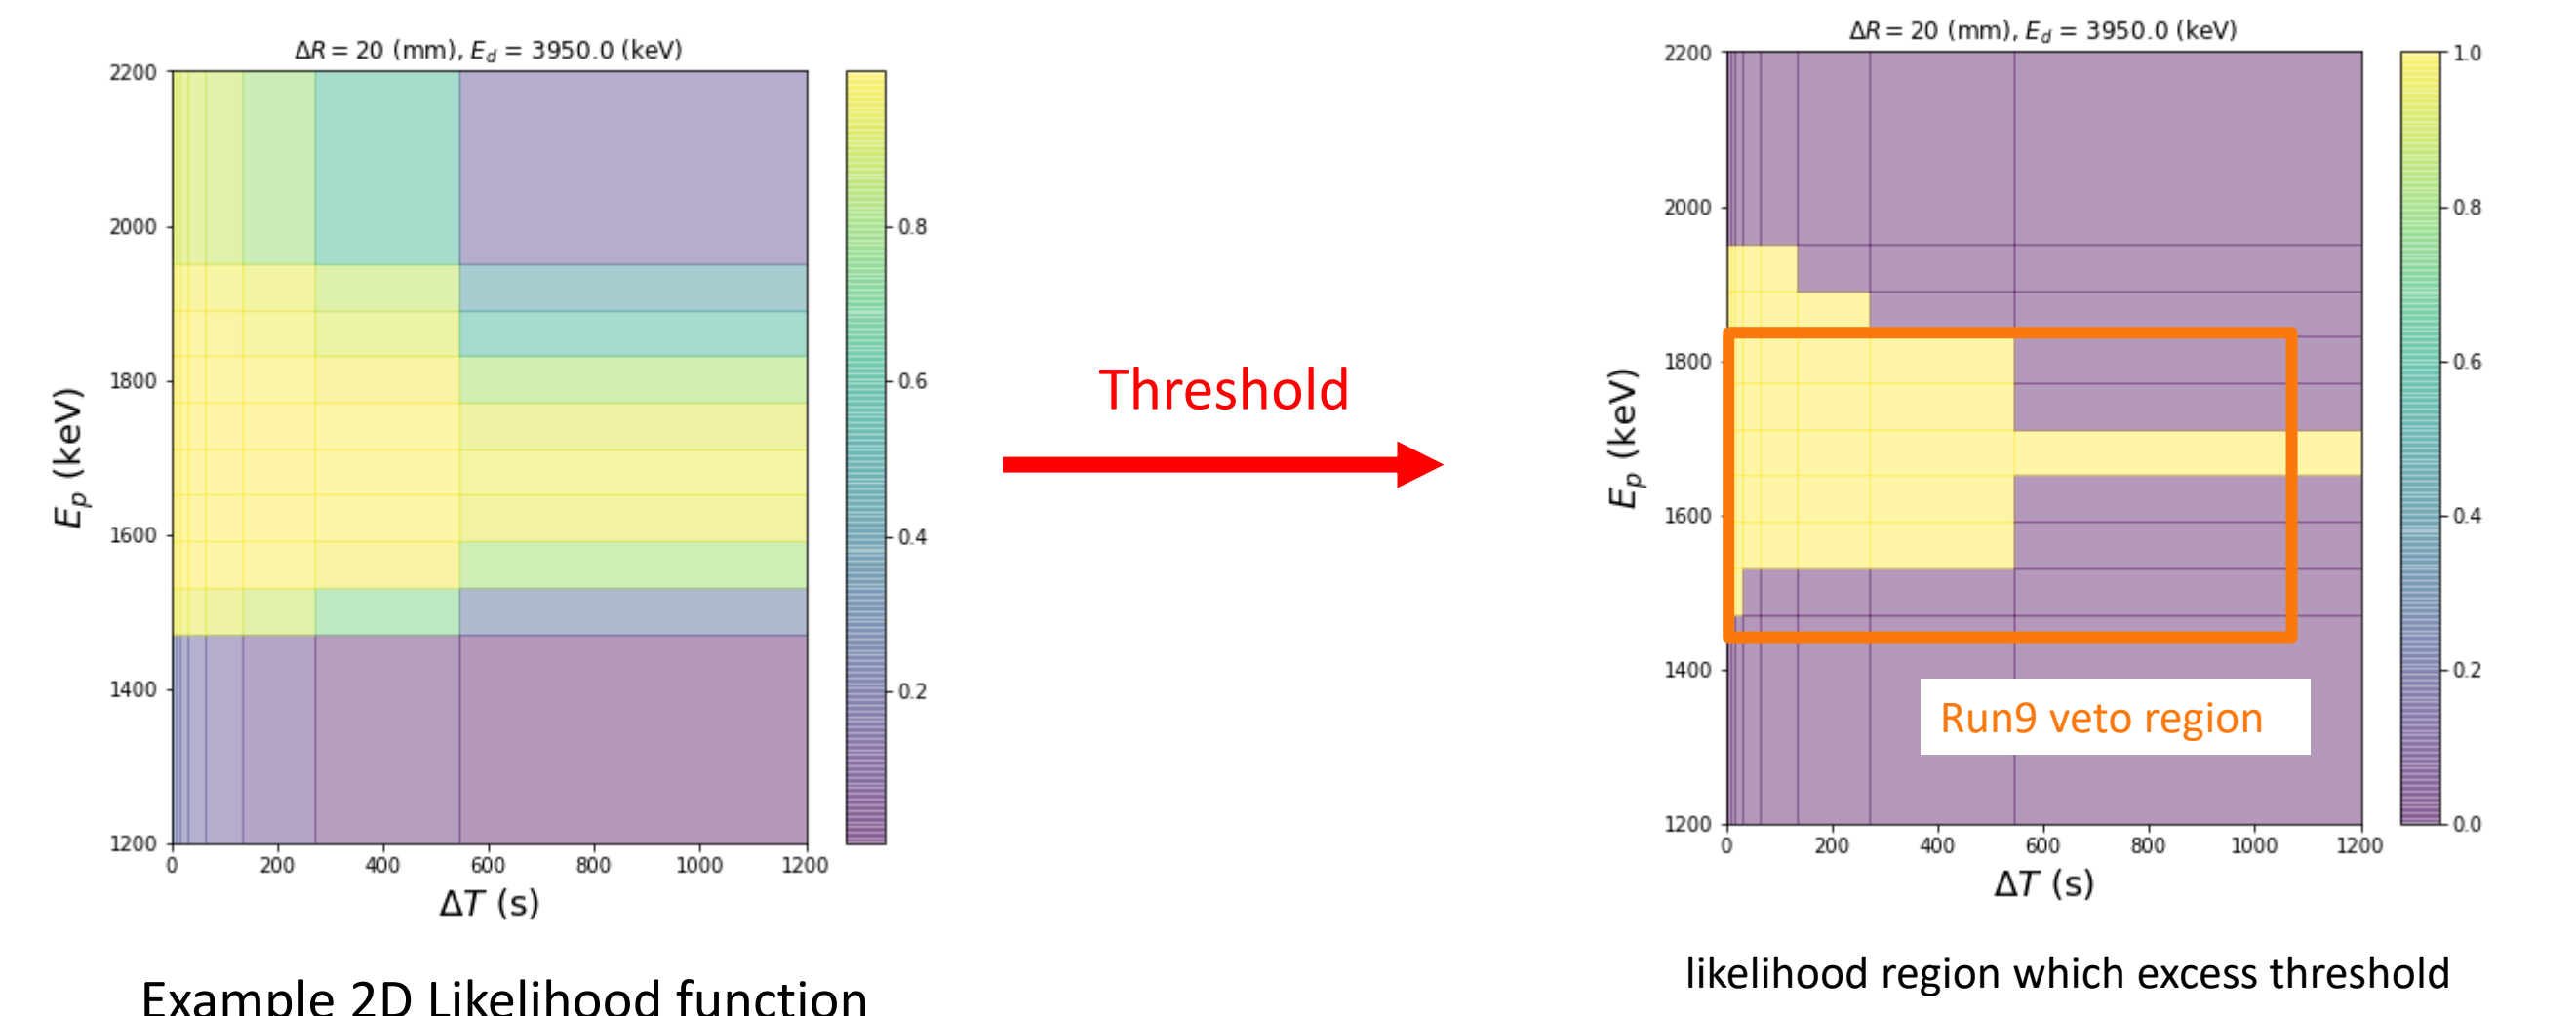 ΔR = 20 (mm), E_d = 3950.0 (keV)
2200
2000
1800
1600
1400
1200
E_p (keV)
0 200 400 600 800 1000 1200
ΔT (s)
0.8
0.6
0.4
0.2
Example 2D Likelihood function
Threshold
ΔR = 20 (mm), E_d = 3950.0 (keV)
2200
2000
1800
1600
1400
1200
E_p (keV)
0 200 400 600 800 1000 1200
ΔT (s)
1.0
0.8
0.6
0.4
0.2
0.0
Run9 veto region
likelihood region which excess threshold